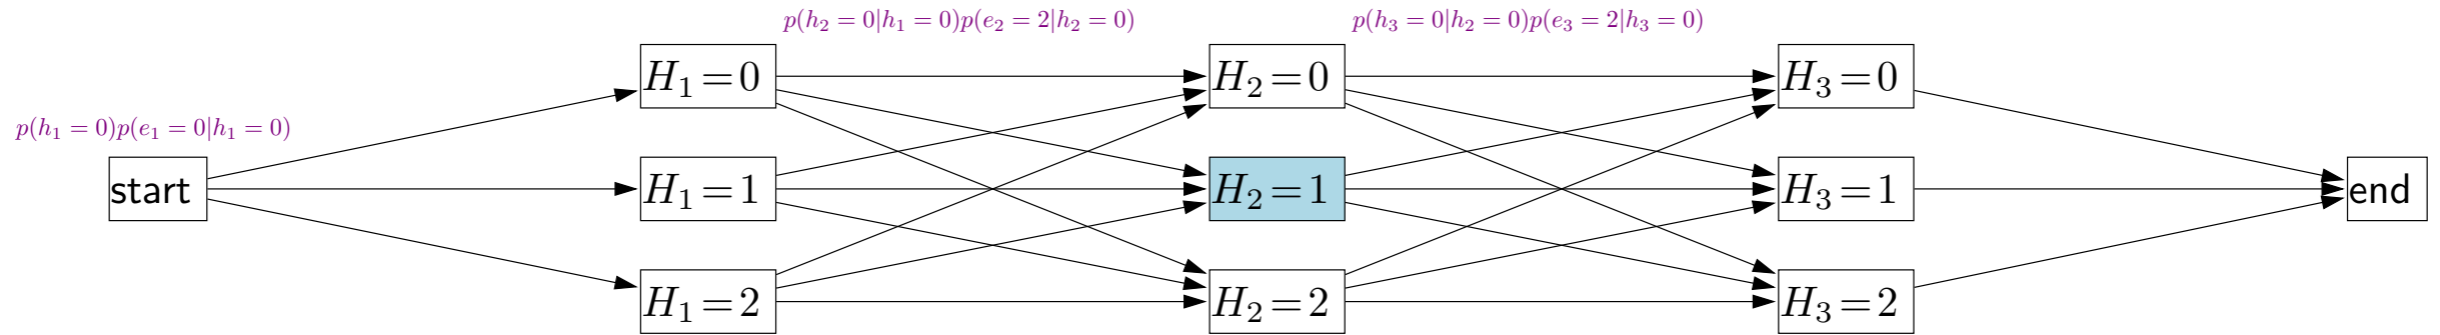 p(h₂ = 0|h₁ = 0)p(e₂ = 2|h₂ = 0)
p(h₃ = 0|h₂ = 0)p(e₃ = 2|h₃ = 0)
H₁ = 0
H₂ = 0
H₃ = 0
p(h₁ = 0)p(e₁ = 0|h₁ = 0)
start
H₁ = 1
H₂ = 1
H₃ = 1
end
H₁ = 2
H₂ = 2
H₃ = 2